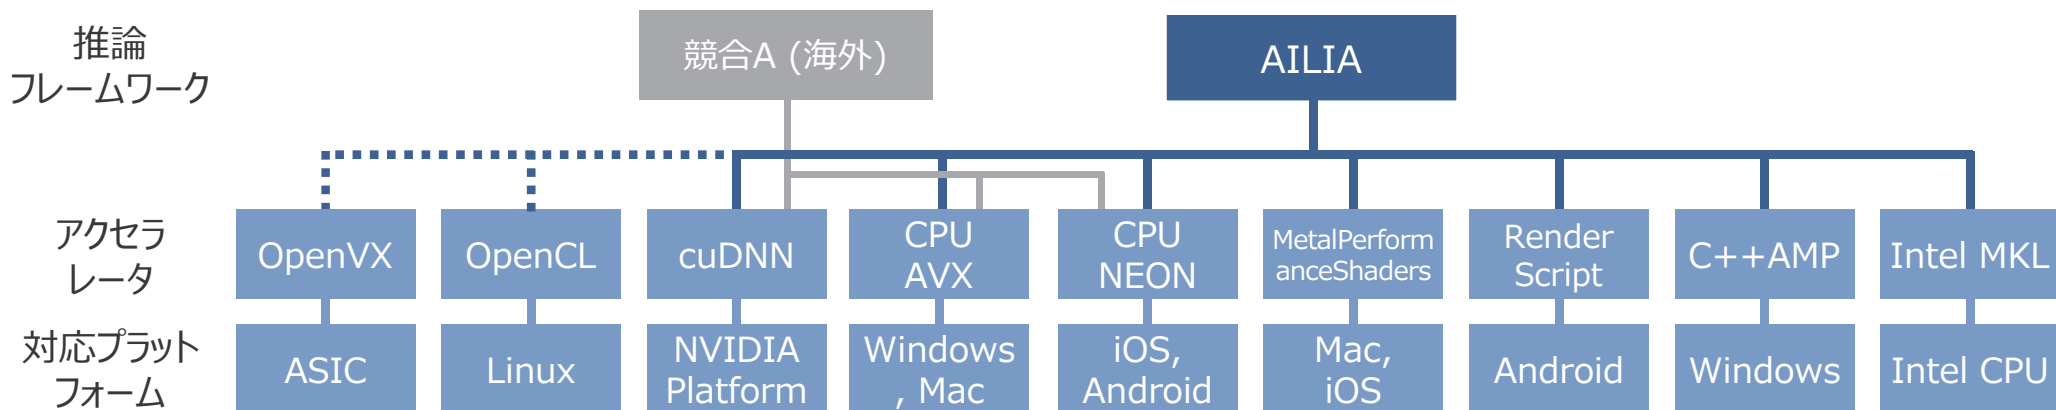 推論
フレームワーク
競合A (海外)
AILIA
アクセラ
レータ
OpenVX
OpenCL
cuDNN
CPU
AVX
CPU
NEON
MetalPerform
anceShaders
Render
Script
C++AMP
Intel MKL
対応プラット
フォーム
ASIC
Linux
NVIDIA
Platform
Windows
, Mac
iOS,
Android
Mac,
iOS
Android
Windows
Intel CPU